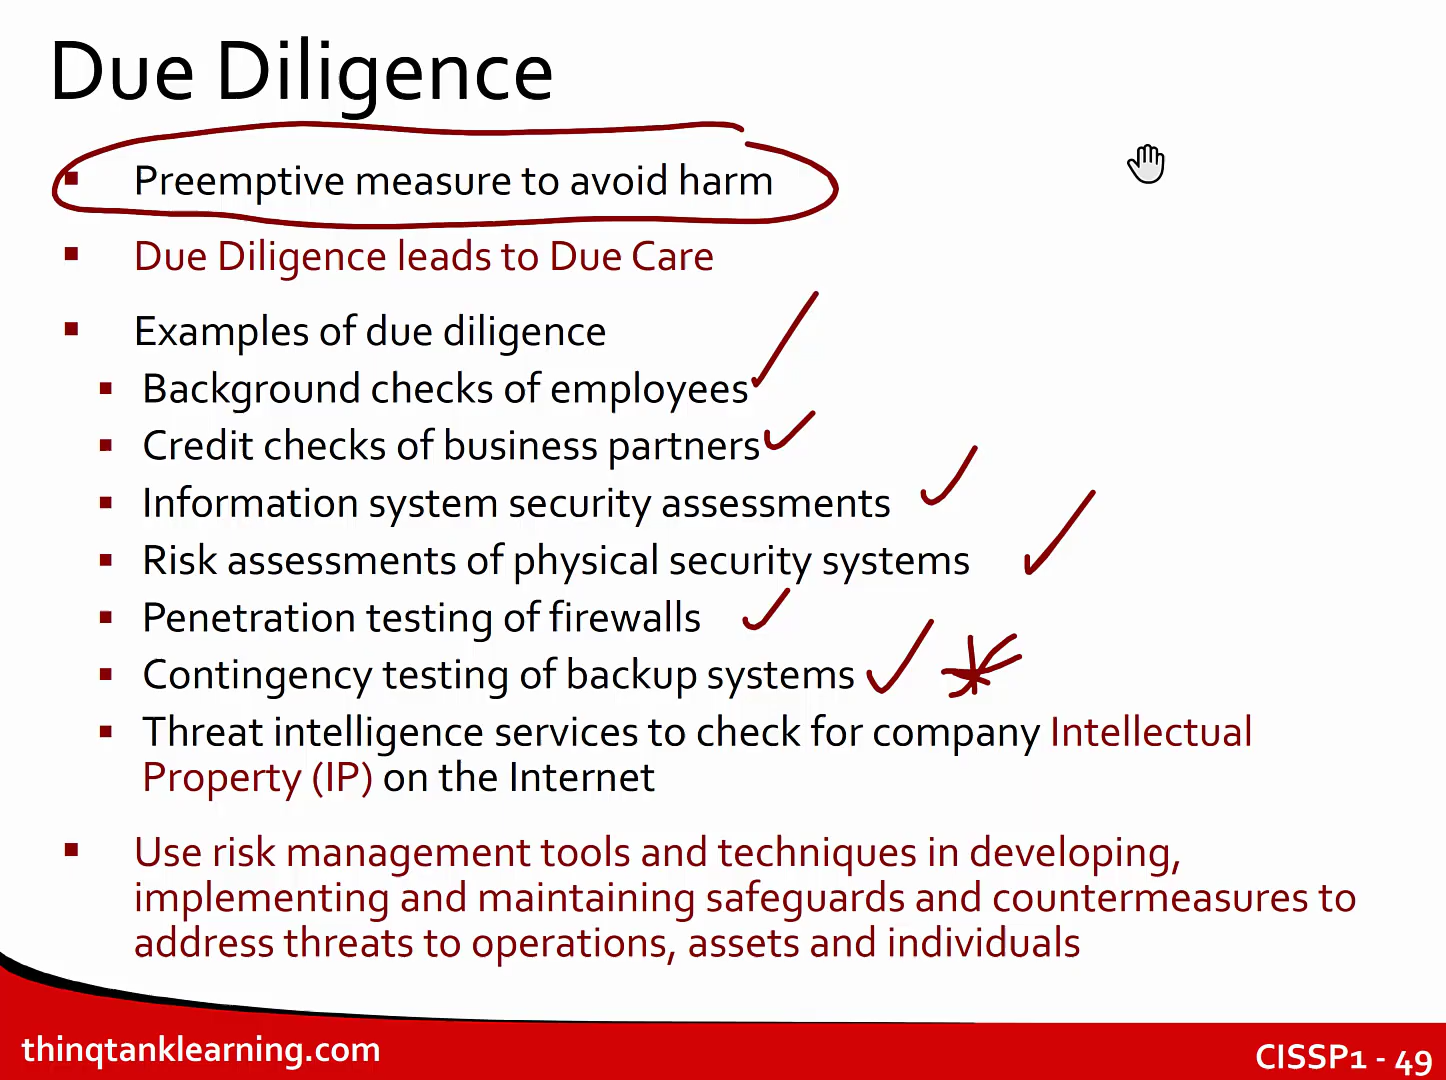 Due Diligence
Preemptive measure to avoid harm
Due Diligence leads to Due Care
Examples of due diligence
Background checks of employees
Credit checks of business partners
Information system security assessments
Risk assessments of physical security systems
Penetration testing of firewalls
Contingency testing of backup systems
Threat intelligence services to check for company Intellectual
Property (IP) on the Internet
Use risk management tools and techniques in developing,
implementing and maintaining safeguards and countermeasures to
address threats to operations, assets and individuals
thinqtanklearning.com
CISSP1 - 49